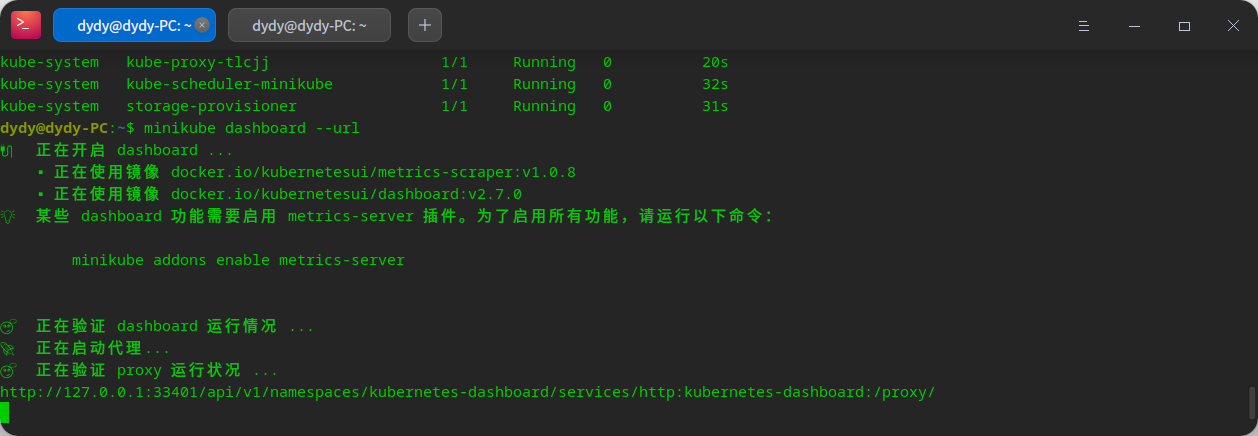 dydy@dydy-PC: ~ dydy@dydy-PC: ~
kube-system kube-proxy-tlcjj 1/1 Running 0 20s
kube-system kube-scheduler-minikube 1/1 Running 0 32s
kube-system storage-provisioner 1/1 Running 0 31s
dydy@dydy-PC:~$ minikube dashboard --url
正在开启 dashboard ...
▪ 正在使用镜像 docker.io/kubernetesui/metrics-scraper:v1.0.8
▪ 正在使用镜像 docker.io/kubernetesui/dashboard:v2.7.0
某些 dashboard 功能需要启用 metrics-server 插件。为了启用所有功能，请运行以下命令：
minikube addons enable metrics-server
正在验证 dashboard 运行情况 ...
正在启动代理...
正在验证 proxy 运行状况 ...
http://127.0.0.1:33401/api/v1/namespaces/kubernetes-dashboard/services/http:kubernetes-dashboard:/proxy/